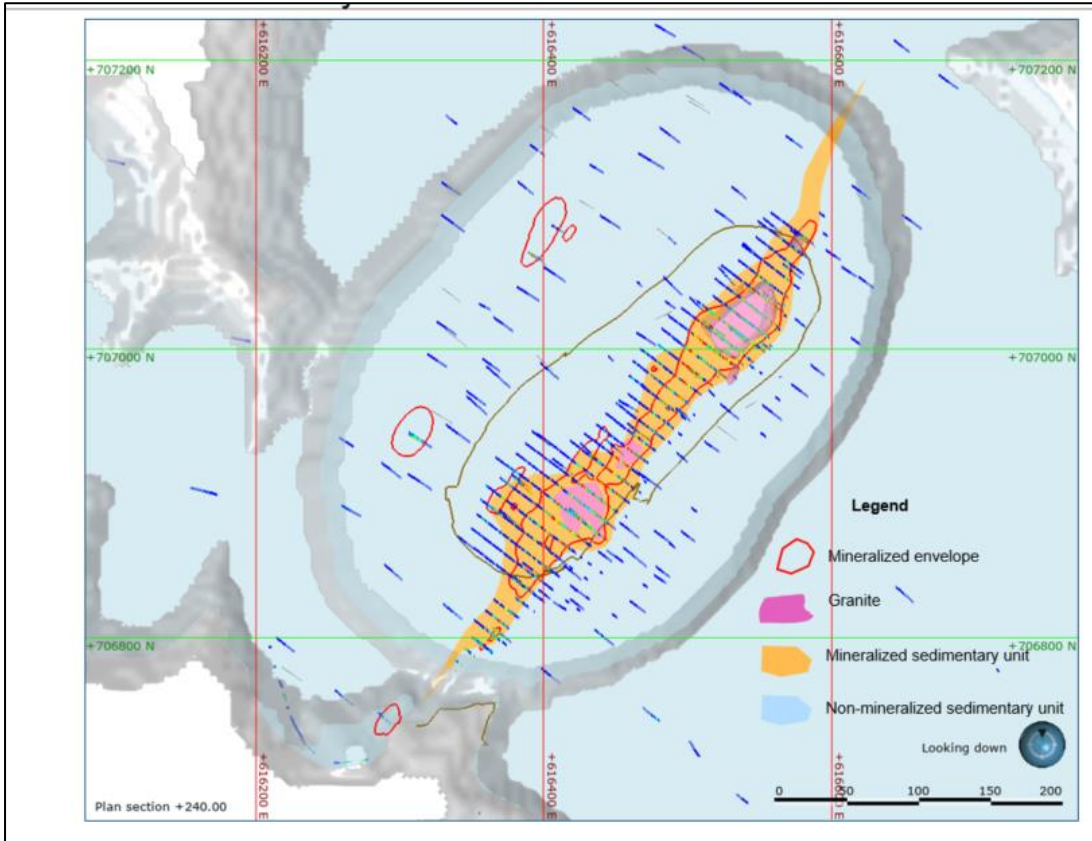 +616200 E
+616400 E
+616600 E
+707200 N
+707200 N
+707000 N
+707000 N
Legend
Mineralized envelope
Granite
+706800 N
+706800 N
Mineralized sedimentary unit
Non-mineralized sedimentary unit
Looking down
+616200 E
+616400 E
+616600 E
Plan section +240.00
0 50 100 150 200